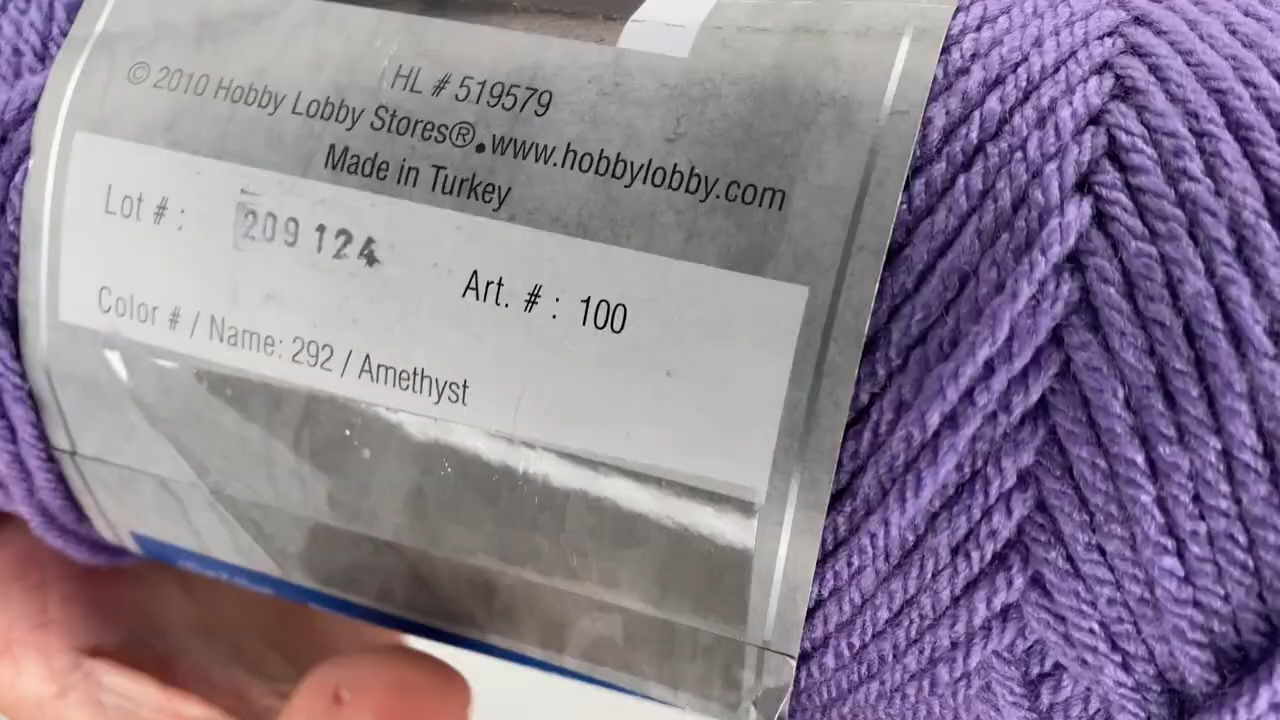 HL # 519579
© 2010 Hobby Lobby Stores®.www.hobbylobby.com
Made in Turkey
Lot # : 209 124
Art. # : 100
Color # / Name: 292 / Amethyst